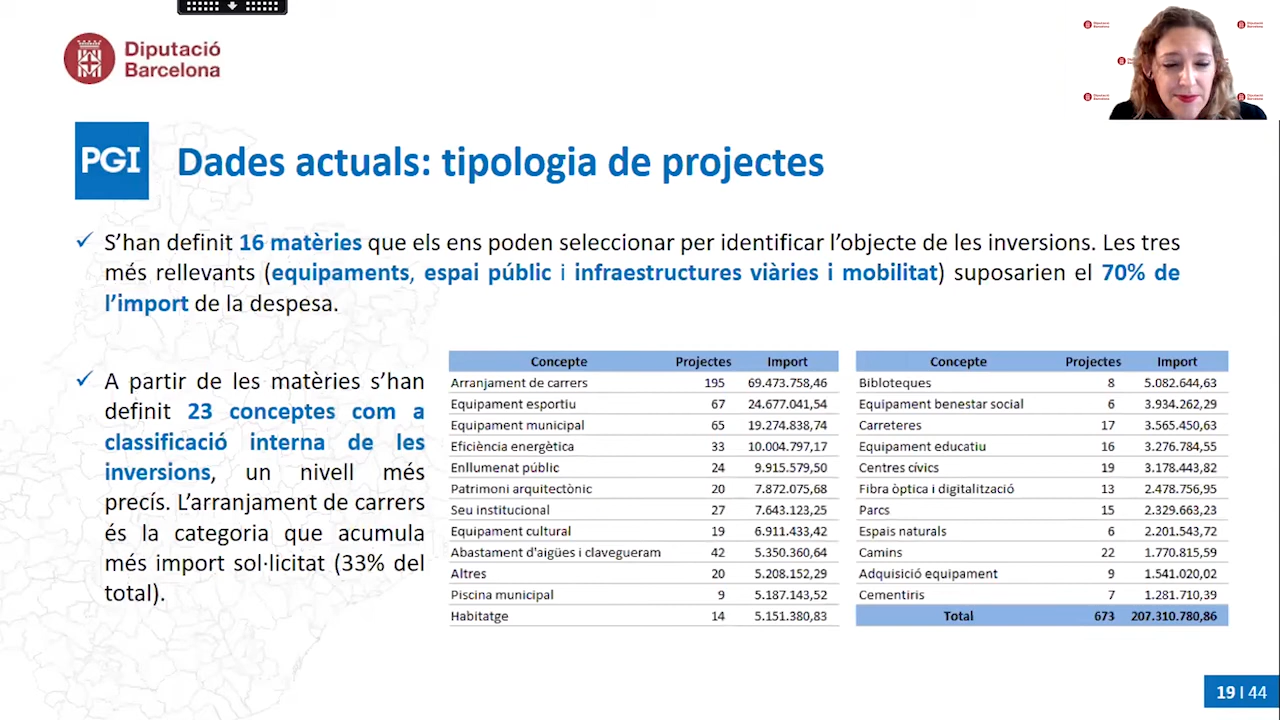 Diputació
Barcelona
PGI
Dades actuals: tipologia de projectes
✓ S’han definit 16 matèries que els ens poden seleccionar per identificar l’objecte de les inversions. Les tres
més rellevants (equipaments, espai públic i infraestructures viàries i mobilitat) suposarien el 70% de
l’import de la despesa.
✓ A partir de les matèries s’han
definit 23 conceptes com a
classificació interna de les
inversions, un nivell més
precís. L’arranjament de carrers
és la categoria que acumula
més import sol·licitat (33% del
total).
Concepte Projectes Import
Arranjament de carrers 195 69.473.758,46
Equipament esportiu 67 24.677.041,54
Equipament municipal 65 19.274.838,74
Eficiència energètica 33 10.004.797,17
Enllumenat públic 24 9.915.579,50
Patrimoni arquitectònic 20 7.872.075,68
Seu institucional 27 7.643.123,25
Equipament cultural 19 6.911.433,42
Abastament d'aigües i clavegueram 42 5.350.360,64
Altres 20 5.208.152,29
Piscina municipal 9 5.187.143,52
Habitatge 14 5.151.380,83
Concepte Projectes Import
Biblioteques 8 5.082.644,63
Equipament benestar social 6 3.934.262,29
Carreteres 17 3.565.450,63
Equipament educatiu 16 3.276.784,55
Centres cívics 19 3.178.443,82
Fibra òptica i digitalització 13 2.478.756,95
Parcs 15 2.329.663,23
Espais naturals 6 2.201.543,72
Camins 22 1.770.815,59
Adquisició equipament 9 1.541.020,02
Cementiris 7 1.281.710,39
Total 673 207.310.780,86
19 I 44